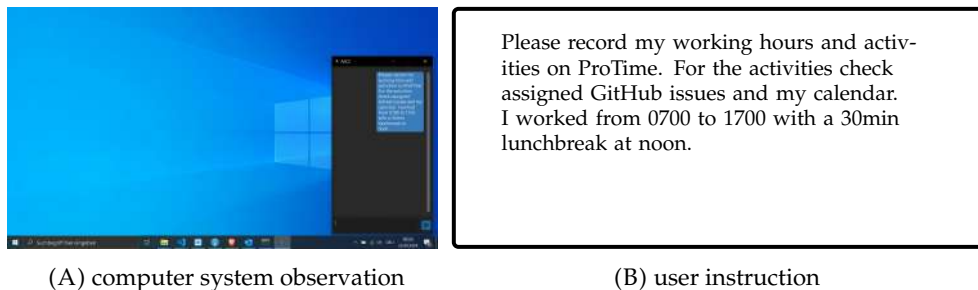 Please record my working hours and activ-
ities on ProTime. For the activities check
assigned GitHub issues and my calendar.
I worked from 0700 to 1700 with a 30min
lunchbreak at noon.
(A) computer system observation
(B) user instruction